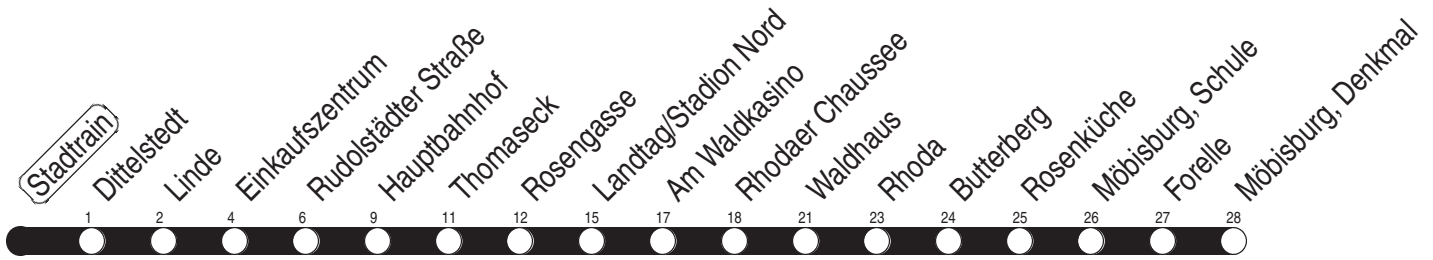 Stadtrain
Dittelstedt
Linde
Einkaufszentrum
Rudolstädter Straße
Hauptbahnhof
Thomaseck
Rosengasse
Landtag/Stadion Nord
Am Waldkasino
Rhodaer Chaussee
Waldhaus
Rhoda
Butterberg
Rosenküche
Möbisburg, Schule
Forelle
Möbisburg, Denkmal
1 2 4 6 9 11 12 15 17 18 21 23 24 25 26 27 28